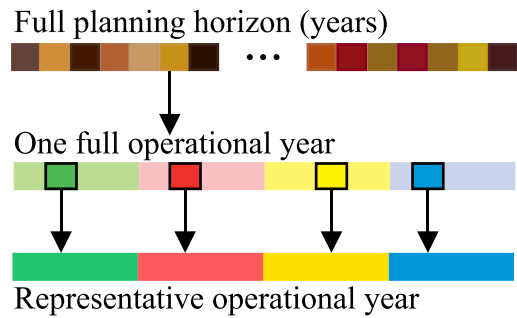 Full planning horizon (years)
...
One full operational year
Representative operational year